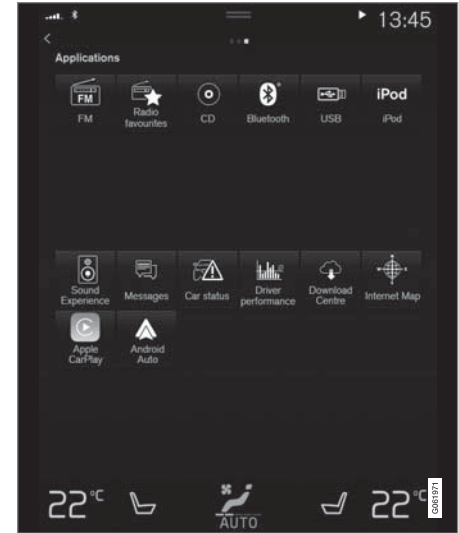 13:45
Applications
FM
iPod
FM
Radio
favourites
CD
Bluetooth
USB
iPod
Sound
Experience
Messages
Car status
Driver
performance
Download
Centre
Internet Map
Apple
CarPlay
Android
Auto
22°C
AUTO
22°C
G061971